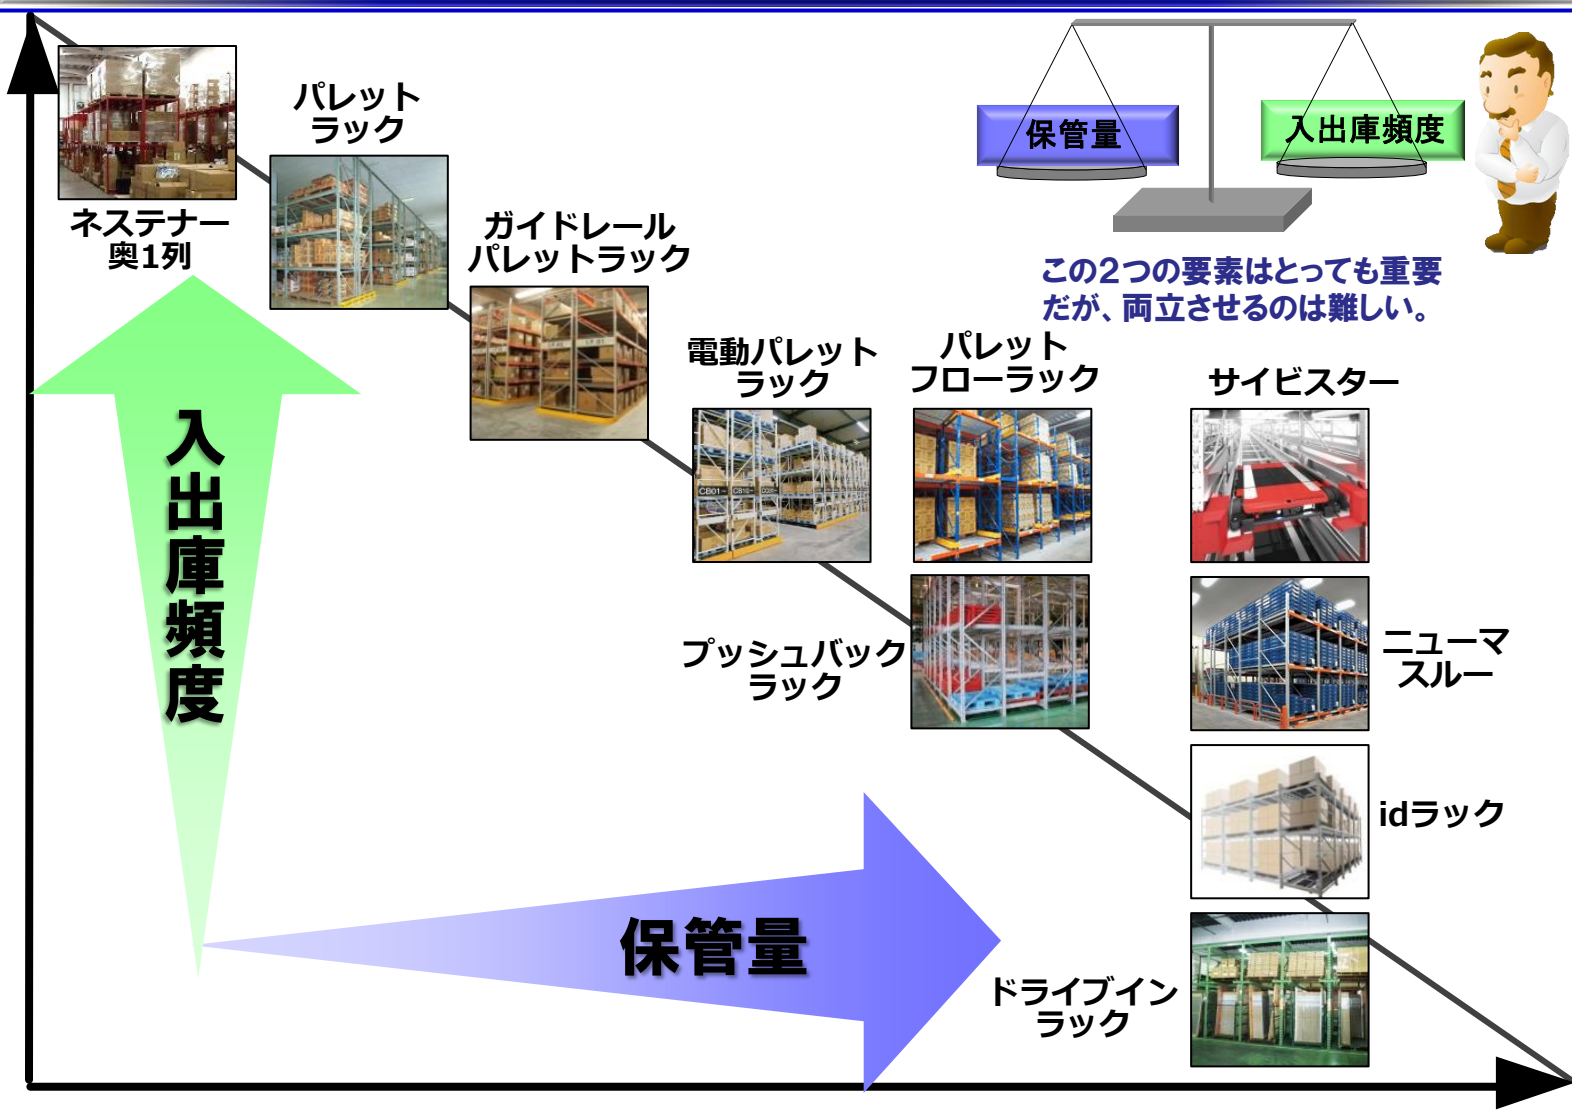 保管量
入出庫頻度
この2つの要素はとっても重要
だが、両立させるのは難しい。
ネステナー
奥1列
パレット
ラック
ガイドレール
パレットラック
電動パレット
ラック
パレット
フローラック
サイビスター
プッシュバック
ラック
ニューマ
スルー
idラック
ドライブイン
ラック
入出庫頻度
保管量
CB01